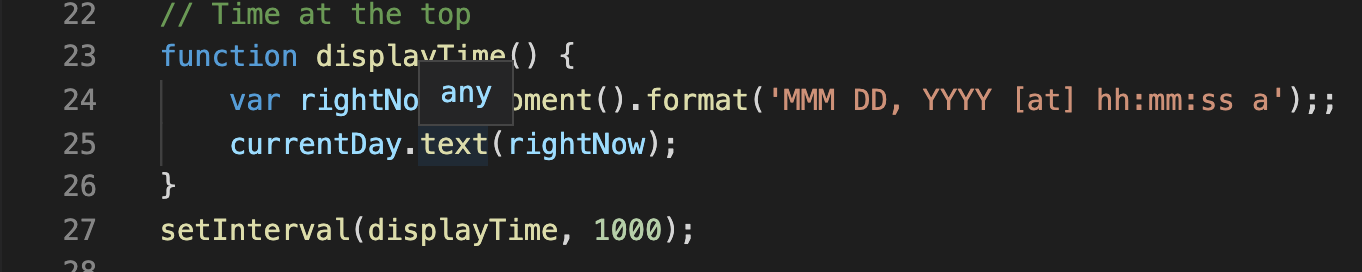 22 // Time at the top
23 function displayTime() {
24 var rightNo any oment().format('MMM DD, YYYY [at] hh:mm:ss a');;
25 currentDay.text(rightNow);
26 }
27 setInterval(displayTime, 1000);
28